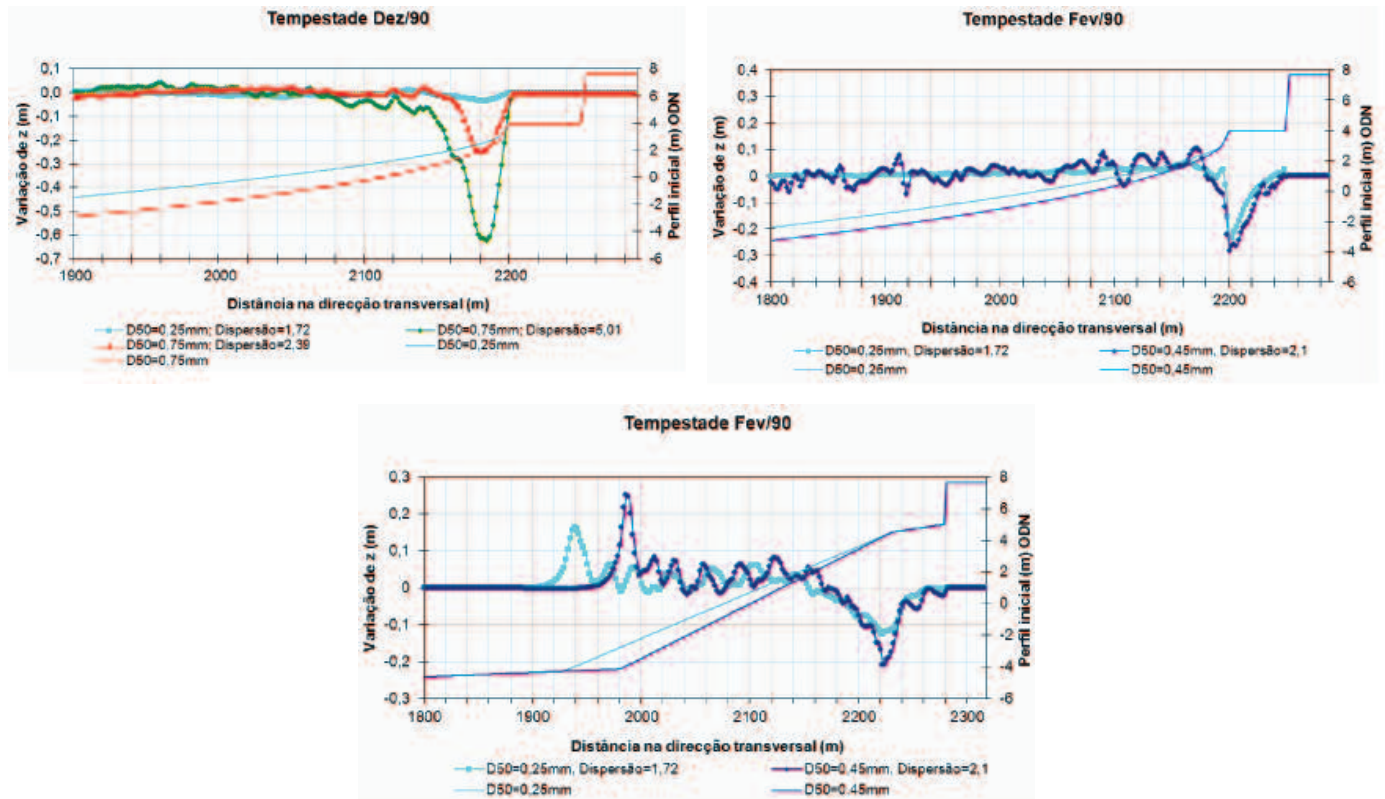 Tempestade Dez/90
Variação de z (m)
0,1
0,0
-0,1
-0,2
-0,3
-0,4
-0,5
-0,6
-0,7
8
6
4
2
0
-2
-4
-6
Perfil inicial (m) ODN
1900
2000
2100
2200
Distância na direcção transversal (m)
D50=0,25mm; Dispersão=1,72
D50=0,75mm; Dispersão=5,01
D50=0,75mm; Dispersão=2,39
D50=0,25mm
D50=0,75mm
Tempestade Fev/90
Variação de z (m)
0,4
0,3
0,2
0,1
0
-0,1
-0,2
-0,3
-0,4
8
6
4
2
0
-2
-4
-6
Perfil inicial (m) ODN
1800
1900
2000
2100
2200
Distância na direcção transversal (m)
D50=0,25mm, Dispersão=1,72
D50=0,45mm, Dispersão=2,1
D50=0,25mm
D50=0,45mm
Tempestade Fev/90
Variação de z (m)
0,3
0,2
0,1
0
-0,1
-0,2
-0,3
8
6
4
2
0
-2
-4
-6
Perfil inicial (m) ODN
1800
1900
2000
2100
2200
2300
Distância na direcção transversal (m)
D50=0,25mm, Dispersão=1,72
D50=0,45mm, Dispersão=2,1
D50=0,25mm
D50=0,45mm